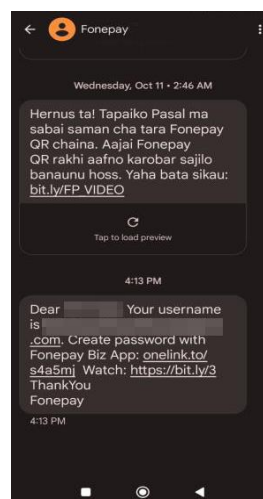 Fonepay
Wednesday, Oct 11 • 2:46 AM
Hernus ta! Tapaiko Pasal ma
sabai saman cha tara Fonepay
QR chaina. Aajai Fonepay
QR rakhi aafno karobar sajilo
banaunu hoss. Yaha bata sikau:
bit.ly/FP_VIDEO
Tap to load preview
4:13 PM
Dear Your username
is
.com. Create password with
Fonepay Biz App: onelink.to/
s4a5mj Watch: https://bit.ly/3
ThankYou
Fonepay
4:13 PM